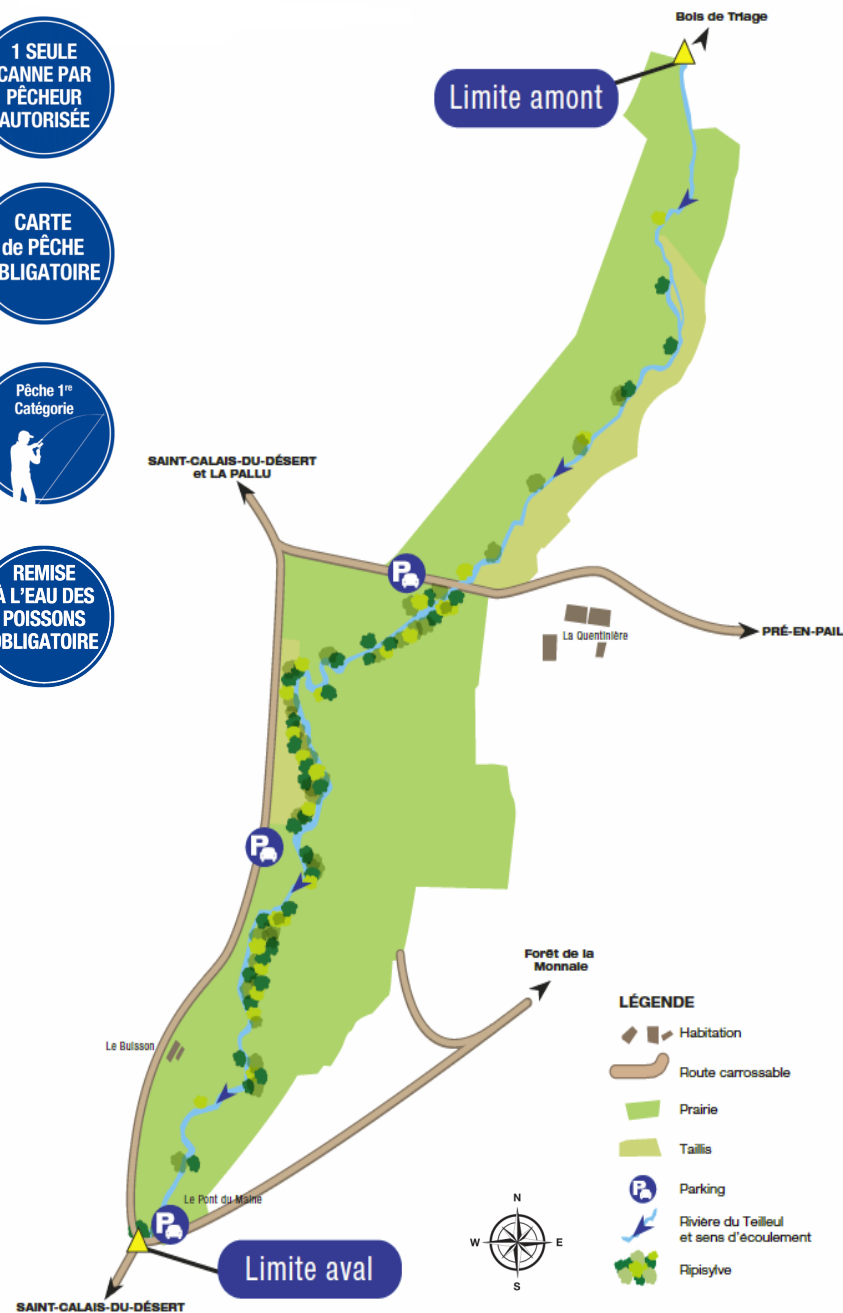 Bois de Triage
Limite amont
1 SEULE
CANNE PAR
PÊCHEUR
AUTORISÉE
CARTE
de PÊCHE
BLIGATOIRE
Pêche 1re
Catégorie
SAINT-CALAIS-DU-DÉSERT
et LA PALLU
REMISE
À L'EAU DES
POISSONS
OBLIGATOIRE
P
La Quentinière
PRÉ-EN-PAIL
P
Forêt de la
Monnaie
Le Buisson
Le Pont du Maine
P
Limite aval
SAINT-CALAIS-DU-DÉSERT
N
W
E
S
LÉGENDE
Habitation
Route carrossable
Prairie
Taillis
P
Parking
Rivière du Teilleul
et sens d'écoulement
Ripisylve